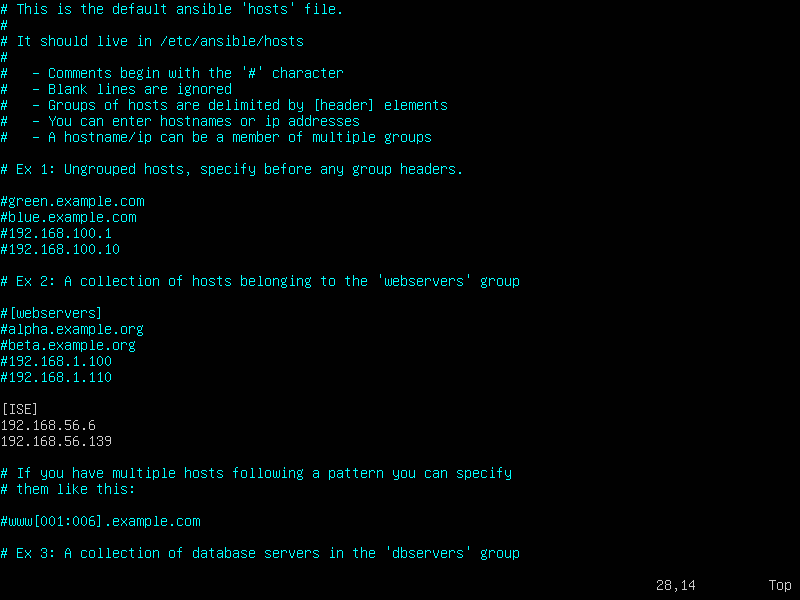 # This is the default ansible 'hosts' file.
#
# It should live in /etc/ansible/hosts
#
#   - Comments begin with the '#' character
#   - Blank lines are ignored
#   - Groups of hosts are delimited by [header] elements
#   - You can enter hostnames or ip addresses
#   - A hostname/ip can be a member of multiple groups
# Ex 1: Ungrouped hosts, specify before any group headers.
#green.example.com
#blue.example.com
#192.168.100.1
#192.168.100.10
# Ex 2: A collection of hosts belonging to the 'webservers' group
#[webservers]
#alpha.example.org
#beta.example.org
#192.168.1.100
#192.168.1.110
[ISE]
192.168.56.6
192.168.56.139
# If you have multiple hosts following a pattern you can specify
# them like this:
#www[001:006].example.com
# Ex 3: A collection of database servers in the 'dbservers' group
28,14         Top